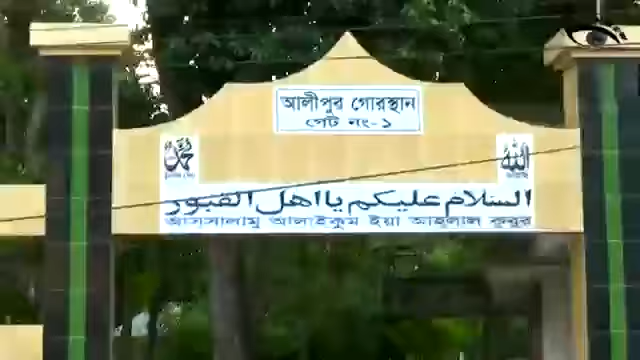 আলীপুর গোরস্থান
গেট নং-১
محمد
الله
السلام عليكم يا اهل القبور
আসসালামু আলাইকুম ইয়া আহলাল কুবুর